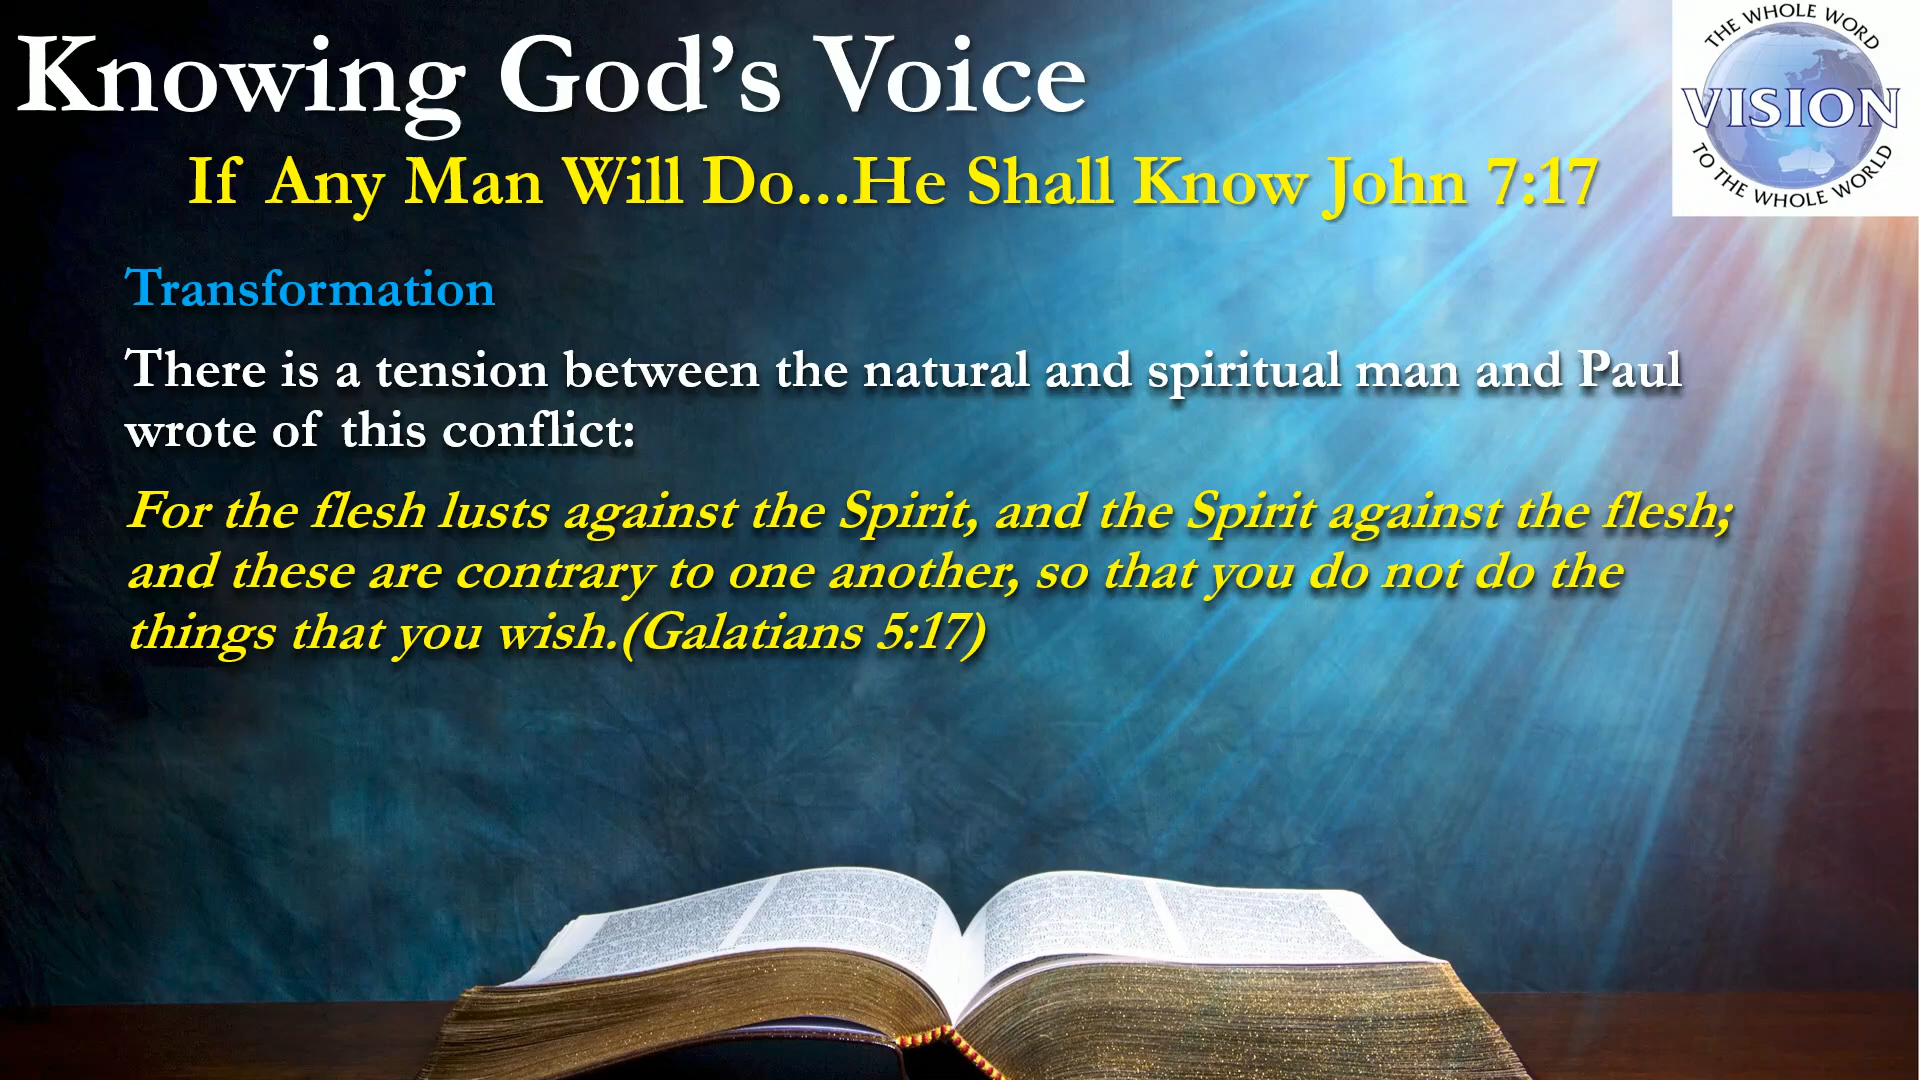 Knowing God’s Voice
If Any Man Will Do...He Shall Know John 7:17
THE WHOLE WORD
VISION
TO THE WHOLE WORLD
Transformation
There is a tension between the natural and spiritual man and Paul
wrote of this conflict:
For the flesh lusts against the Spirit, and the Spirit against the flesh;
and these are contrary to one another, so that you do not do the
things that you wish.(Galatians 5:17)